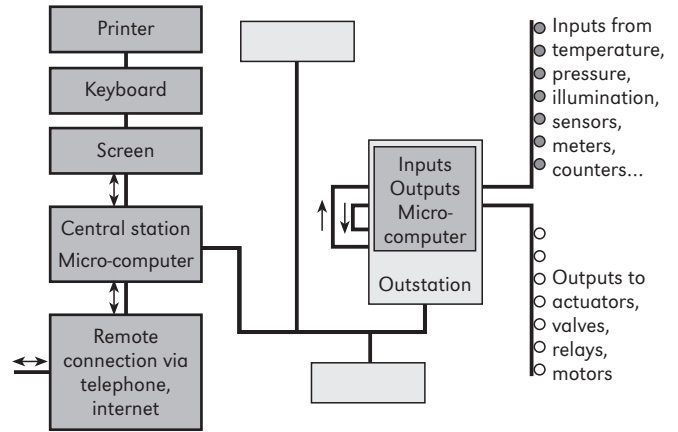 Printer
Keyboard
Screen
Central station
Micro-computer
Remote
connection via
telephone,
internet
Inputs
Outputs
Micro-
computer
Outstation
Inputs from
temperature,
pressure,
illumination,
sensors,
meters,
counters...
Outputs to
actuators,
valves,
relays,
motors